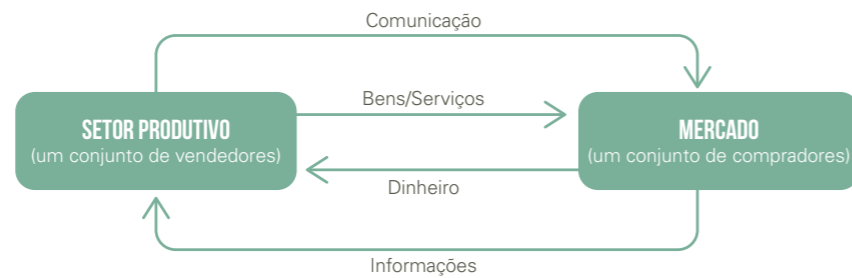 Comunicação
Bens/Serviços
SETOR PRODUTIVO
(um conjunto de vendedores)
MERCADO
(um conjunto de compradores)
Dinheiro
Informações